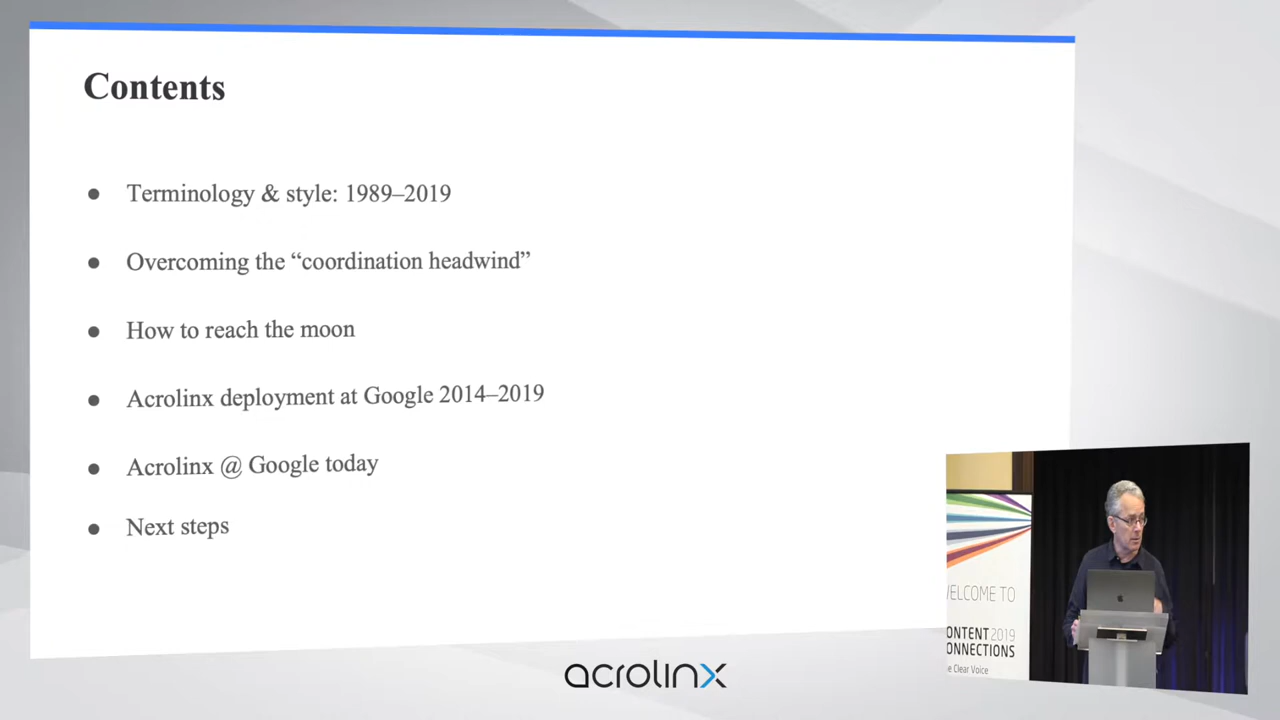 Contents
● Terminology & style: 1989–2019
● Overcoming the “coordination headwind”
● How to reach the moon
● Acrolinx deployment at Google 2014–2019
● Acrolinx @ Google today
● Next steps
ELCOME TO
ONTENT 2019
ONNECTIONS
e Clear Voice
acrolinx